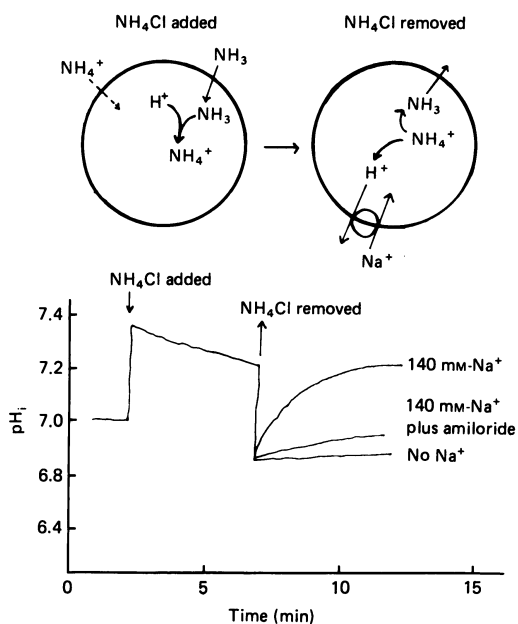 NH₄Cl added
NH₄Cl removed
NH₄⁺
NH₃
H⁺
NH₃
NH₄⁺
NH₃
NH₄⁺
H⁺
Na⁺
NH₄Cl added
NH₄Cl removed
7.4
7.2
7.0
6.8
6.4
pHᵢ
140 mM-Na⁺
140 mM-Na⁺
plus amiloride
No Na⁺
0
5
10
15
Time (min)